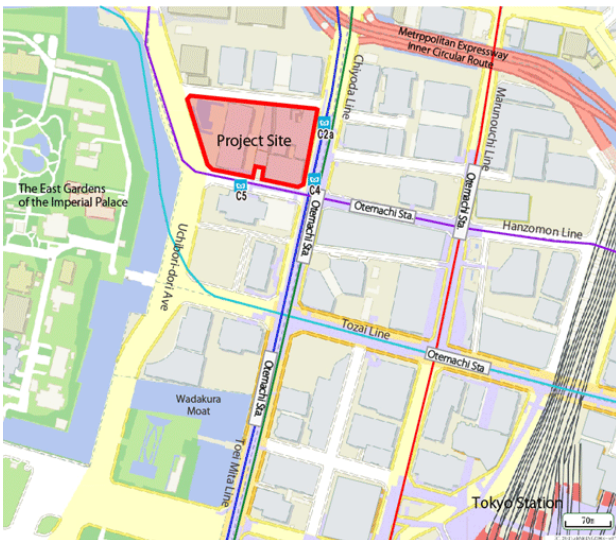 Metrppolitan Expressway
Inner Circular Route
Chiyoda Line
Marunouchi Line
C2a
Project Site
The East Gardens
of the Imperial Palace
C5
C4
Otemachi Sta.
Otemachi Sta.
Otemachi Sta.
Hanzomon Line
Uchibori-dori Ave
Tozai Line
Otemachi Sta
Otemachi Sta.
Wadakura
Moat
Toei Mita Line
Tokyo Station
70m